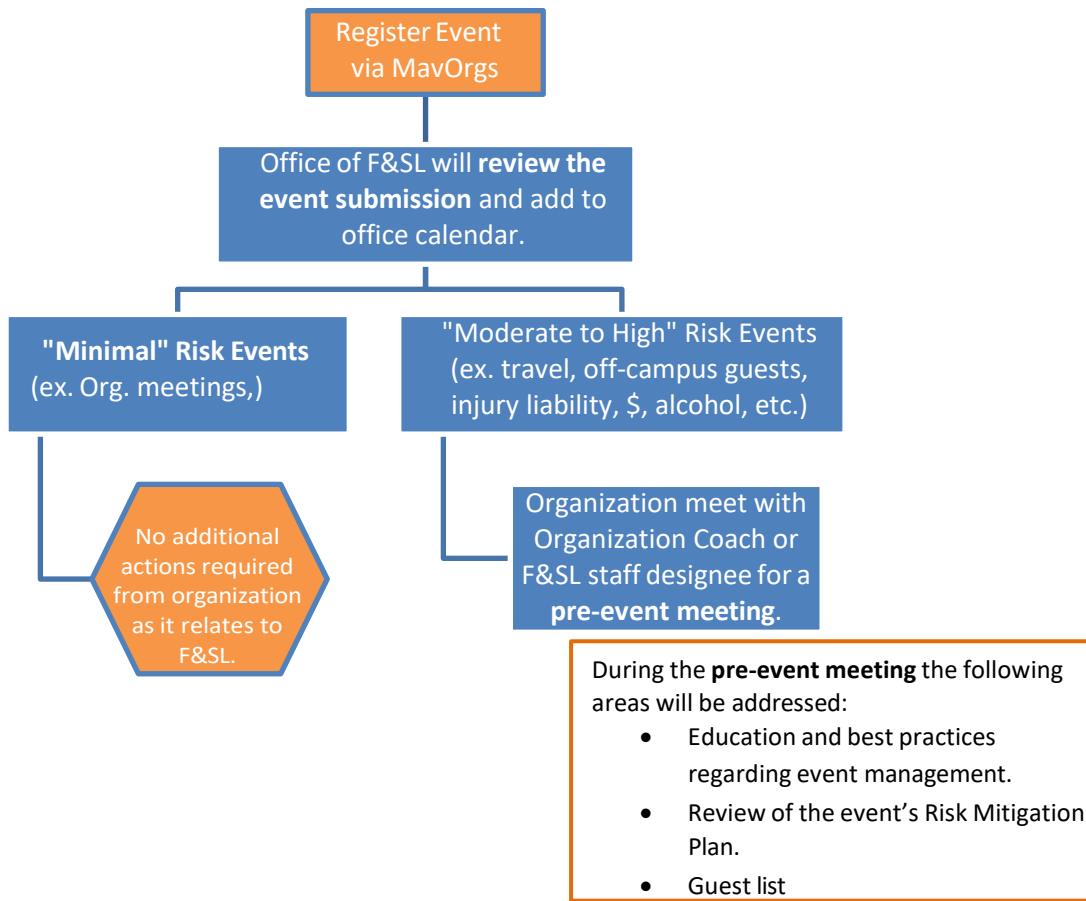 Register Event
via MavOrgs
Office of F&SL will review the
event submission and add to
office calendar.
"Minimal" Risk Events
(ex. Org. meetings,)
"Moderate to High" Risk Events
(ex. travel, off-campus guests,
injury liability, $, alcohol, etc.)
No additional
actions required
from organization
as it relates to
F&SL.
Organization meet with
Organization Coach or
F&SL staff designee for a
pre-event meeting.
During the pre-event meeting the following
areas will be addressed:
• Education and best practices
regarding event management.
• Review of the event’s Risk Mitigation
Plan.
• Guest list